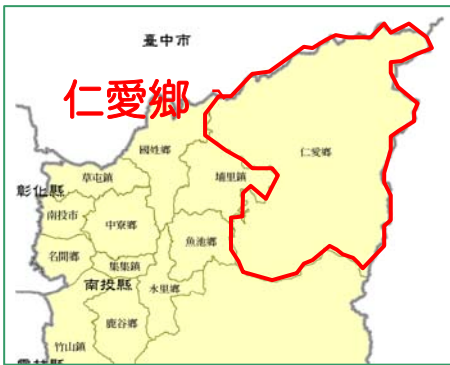 臺中市
仁愛鄉
國姓鄉
仁愛鄉
草屯鎮
埔里鎮
彰化縣
南投市
中寮鄉
名間鄉
魚池鄉
集集鎮
南投縣
水里鄉
鹿谷鄉
竹山鎮